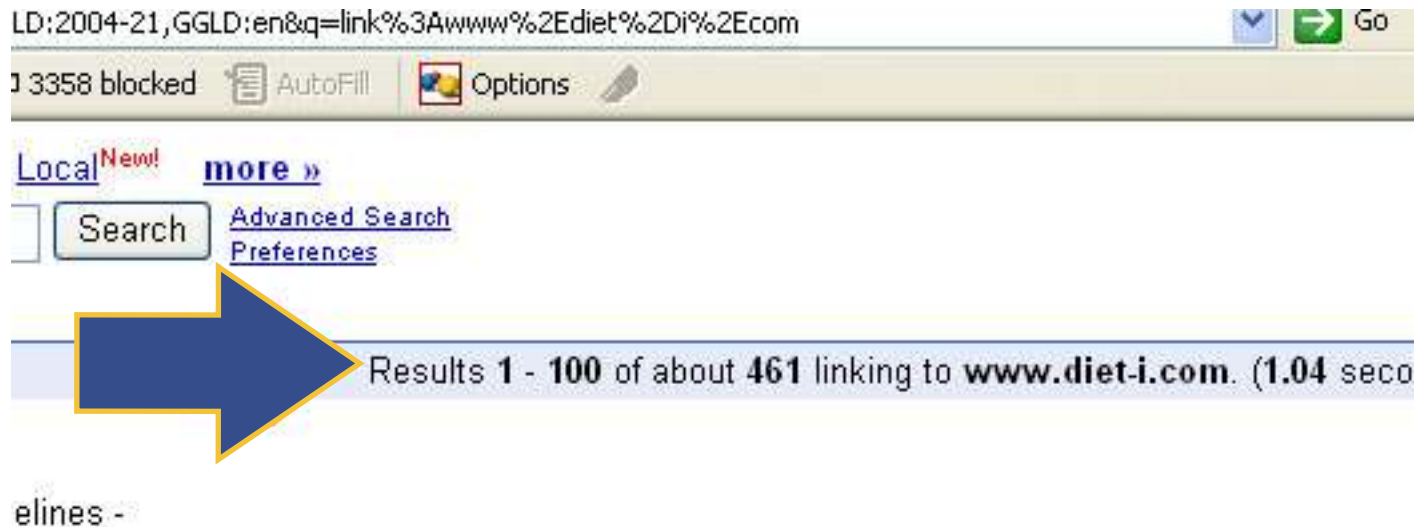 LD:2004-21,GGLD:en&q=link%3Awww%2Ediet%2Di%2Ecom Go
3358 blocked AutoFill Options
Local New! more »
Search Advanced Search
Preferences
Results 1 - 100 of about 461 linking to www.diet-i.com. (1.04 seco
elines -